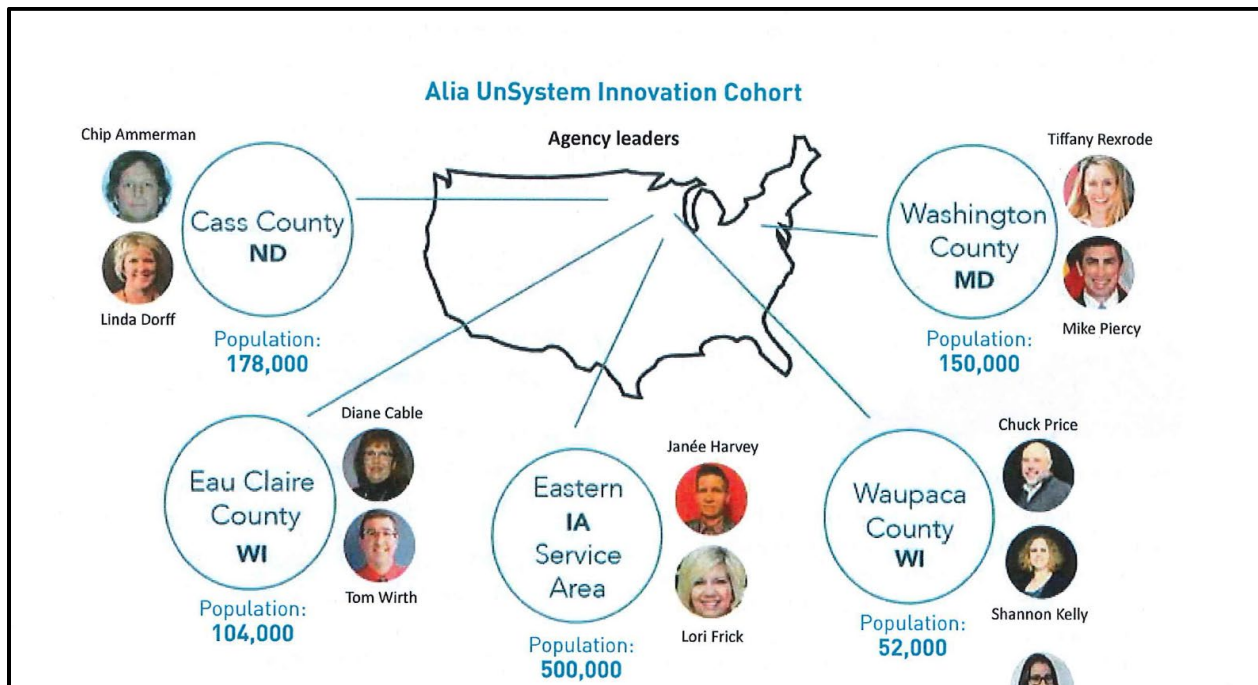 Alia UnSystem Innovation Cohort
Agency leaders
Chip Ammerman
Cass County
ND
Linda Dorff
Population:
178,000
Tiffany Rexrode
Washington
County
MD
Mike Piercy
Population:
150,000
Eau Claire
County
WI
Diane Cable
Tom Wirth
Population:
104,000
Eastern
IA
Service
Area
Janée Harvey
Lori Frick
Population:
500,000
Waupaca
County
WI
Chuck Price
Shannon Kelly
Population:
52,000